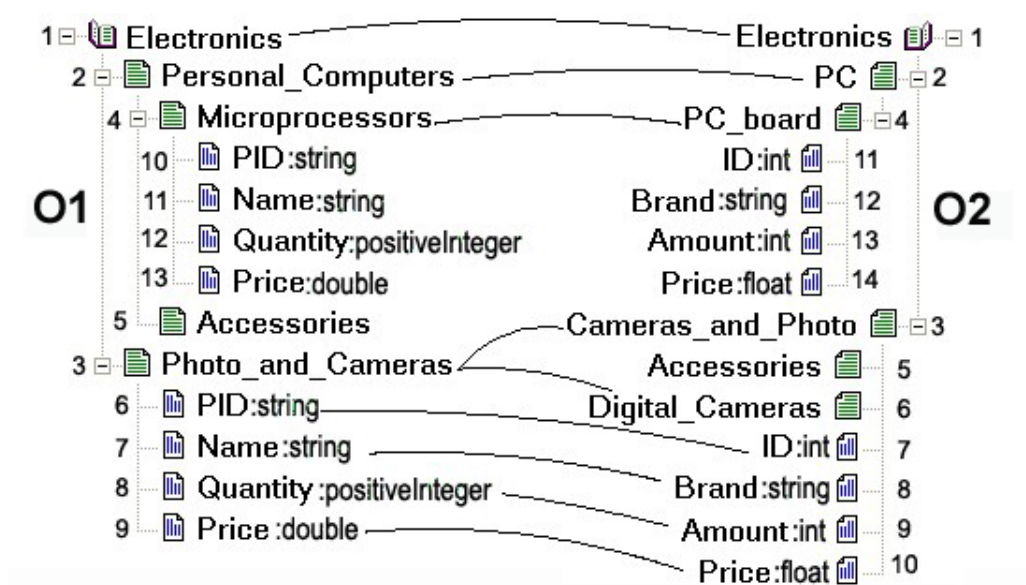 1 Electronics Electronics 1
2 Personal_Computers PC 2
4 Microprocessors PC_board 4
10 PID:string ID:int 11
O1 11 Name:string Brand:string 12 O2
12 Quantity:positiveInteger Amount:int 13
13 Price:double Price:float 14
5 Accessories Cameras_and_Photo 3
3 Photo_and_Cameras Accessories 5
6 PID:string Digital_Cameras 6
7 Name:string ID:int 7
8 Quantity:positiveInteger Brand:string 8
9 Price:double Amount:int 9
Price:float 10